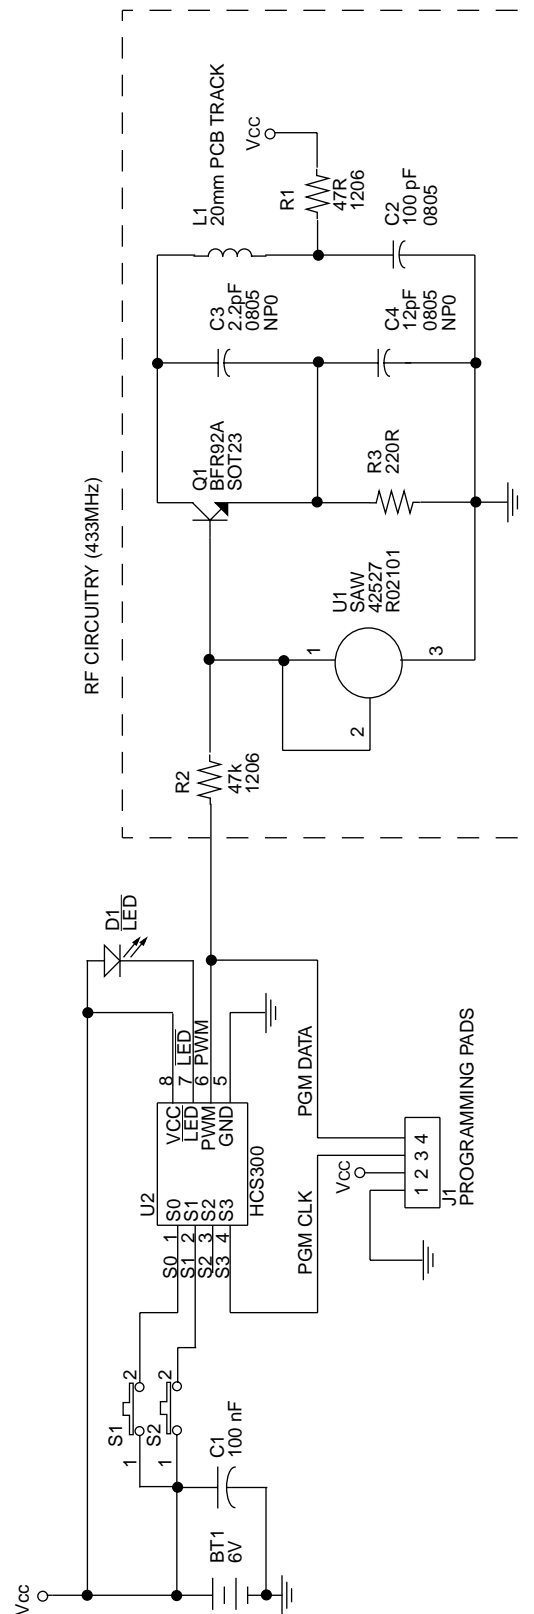 RF CIRCUITRY (433MHz)
L1
20mm PCB TRACK
VCC
R1
47R
1206
C3
2.2pF
0805
NP0
C2
100 pF
0805
C4
12pF
0805
NP0
Q1
BFR92A
SOT23
R3
220R
U1
SAW
42527
R02101
1
2
3
R2
47k
1206
D1
LED
8
7 LED
6 PWM
5
VCC
LED
PWM
GND
U2
HCS300
S0
S1
S2
S3
S0 1
S1 2
S2 3
S3 4
PGM DATA
PGM CLK
VCC
1 2 3 4
J1
PROGRAMMING PADS
S1
1 2
S2
1 2
C1
100 nF
BT1
6V
VCC